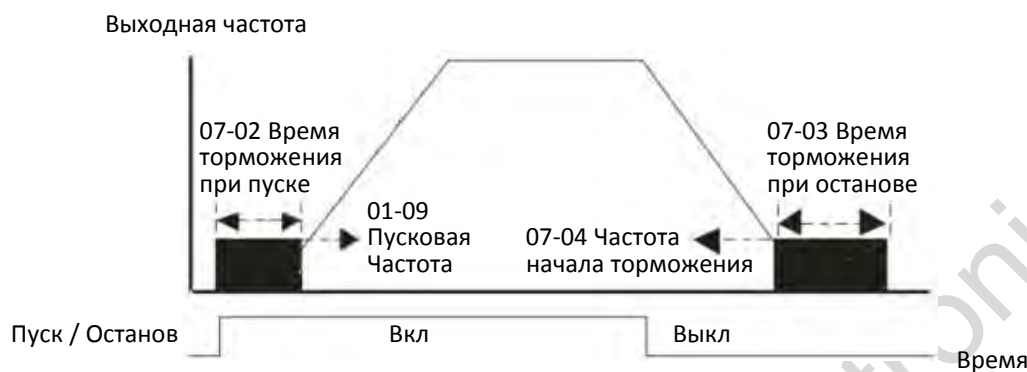 Выходная частота
07-02 Время
торможения
при пуске
07-03 Время
торможения
при останове
01-09
Пусковая
Частота
07-04 Частота
начала торможения
Пуск / Останов
Вкл
Выкл
Время